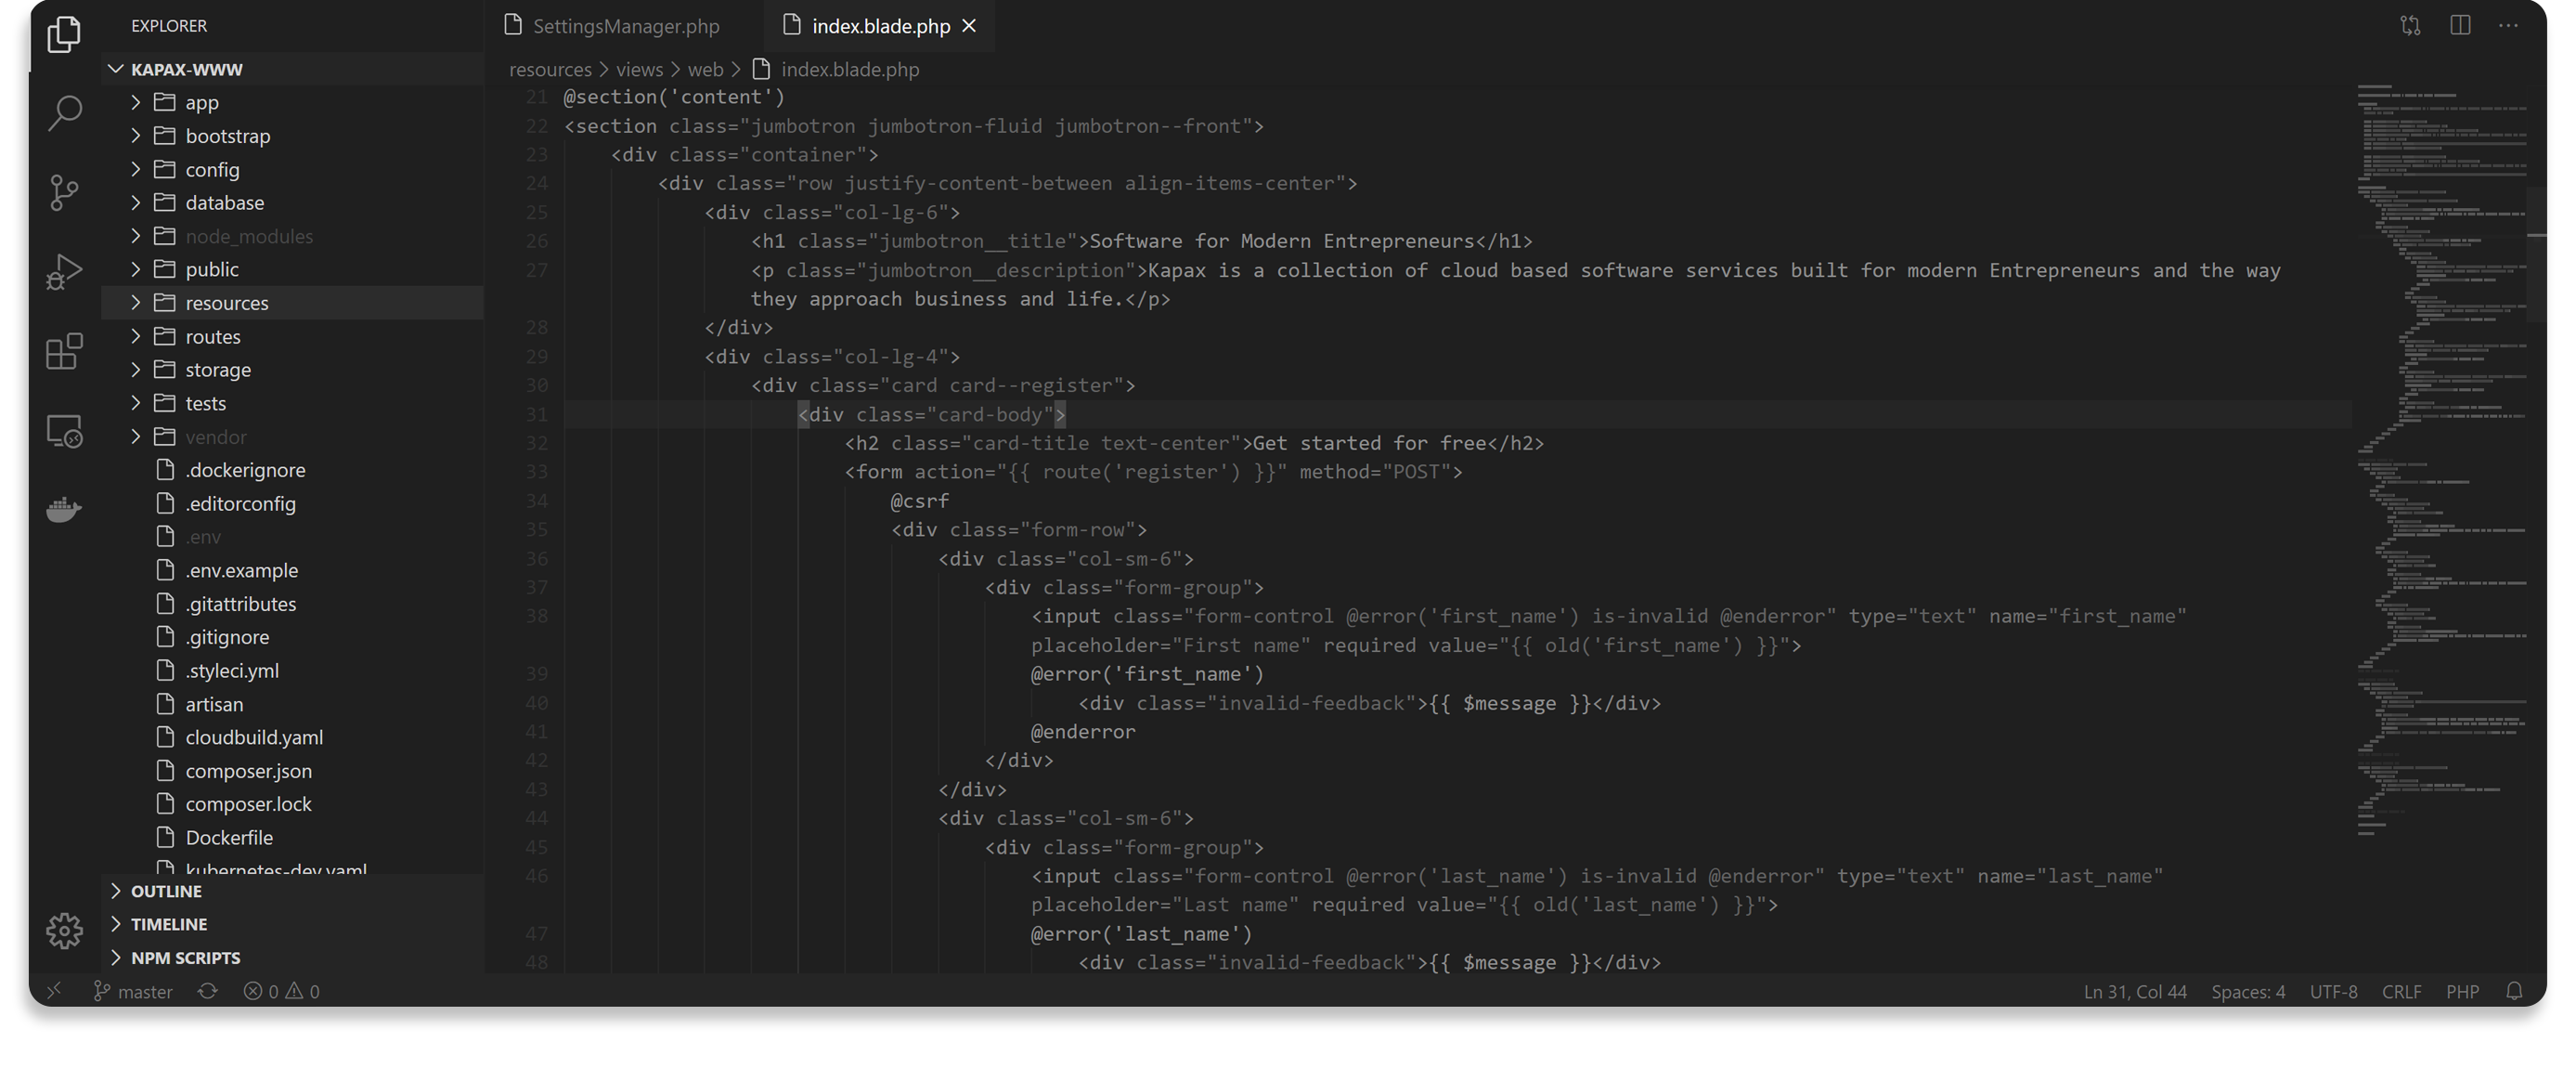 EXPLORER
KAPAX-WWW
app
bootstrap
config
database
node_modules
public
resources
routes
storage
tests
vendor
.dockerignore
.editorconfig
.env
.env.example
.gitattributes
.gitignore
.styleci.yml
artisan
cloudbuild.yaml
composer.json
composer.lock
Dockerfile
kubernetes-dev.yaml
OUTLINE
TIMELINE
NPM SCRIPTS
SettingsManager.php
index.blade.php
resources > views > web > index.blade.php
21 @section('content')
22 <section class="jumbotron jumbotron-fluid jumbotron--front">
23 <div class="container">
24 <div class="row justify-content-between align-items-center">
25 <div class="col-lg-6">
26 <h1 class="jumbotron__title">Software for Modern Entrepreneurs</h1>
27 <p class="jumbotron__description">Kapax is a collection of cloud based software services built for modern Entrepreneurs and the way
they approach business and life.</p>
28 </div>
29 <div class="col-lg-4">
30 <div class="card card--register">
31 <div class="card-body">
32 <h2 class="card-title text-center">Get started for free</h2>
33 <form action="{{ route('register') }}" method="POST">
34 @csrf
35 <div class="form-row">
36 <div class="col-sm-6">
37 <div class="form-group">
38 <input class="form-control @error('first_name') is-invalid @enderror" type="text" name="first_name"
placeholder="First name" required value="{{ old('first_name') }}">
39 @error('first_name')
40 <div class="invalid-feedback">{{ $message }}</div>
41 @enderror
42 </div>
43 </div>
44 <div class="col-sm-6">
45 <div class="form-group">
46 <input class="form-control @error('last_name') is-invalid @enderror" type="text" name="last_name"
placeholder="Last name" required value="{{ old('last_name') }}">
47 @error('last_name')
48 <div class="invalid-feedback">{{ $message }}</div>
master 0 0 Ln 31, Col 44 Spaces: 4 UTF-8 CRLF PHP